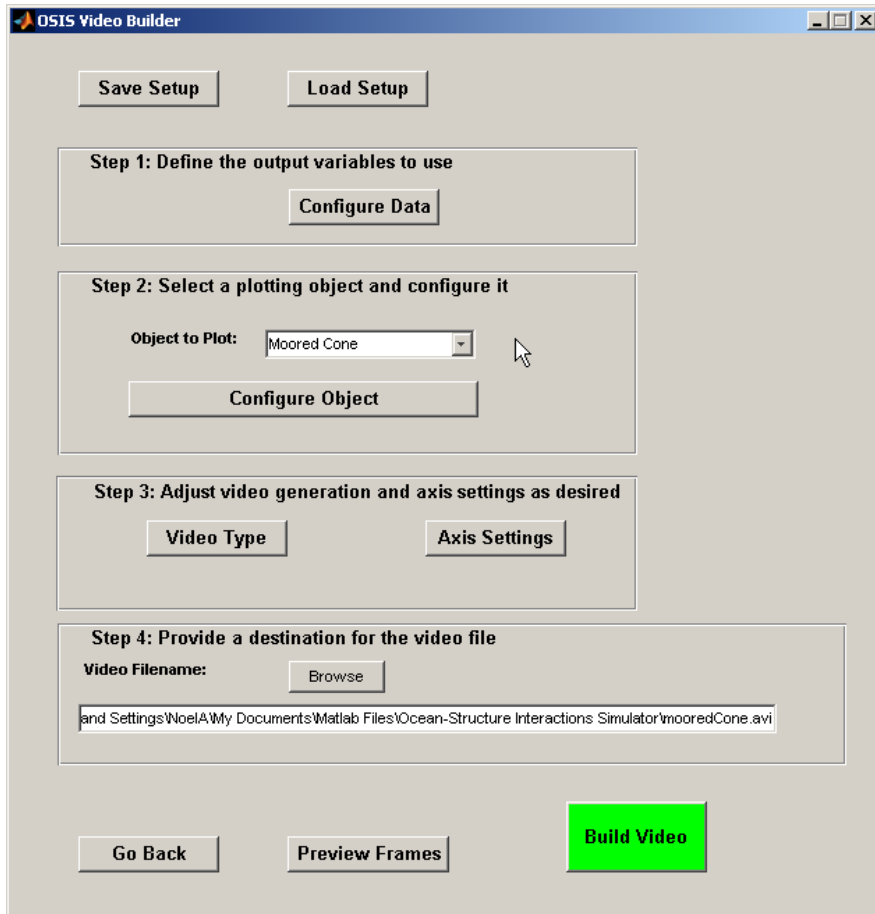 OSIS Video Builder
Save Setup
Load Setup
Step 1: Define the output variables to use
Configure Data
Step 2: Select a plotting object and configure it
Object to Plot:
Moored Cone
Configure Object
Step 3: Adjust video generation and axis settings as desired
Video Type
Axis Settings
Step 4: Provide a destination for the video file
Video Filename:
Browse
and Settings\NoelA\My Documents\Matlab Files\Ocean-Structure Interactions Simulator\mooredCone.avi
Go Back
Preview Frames
Build Video